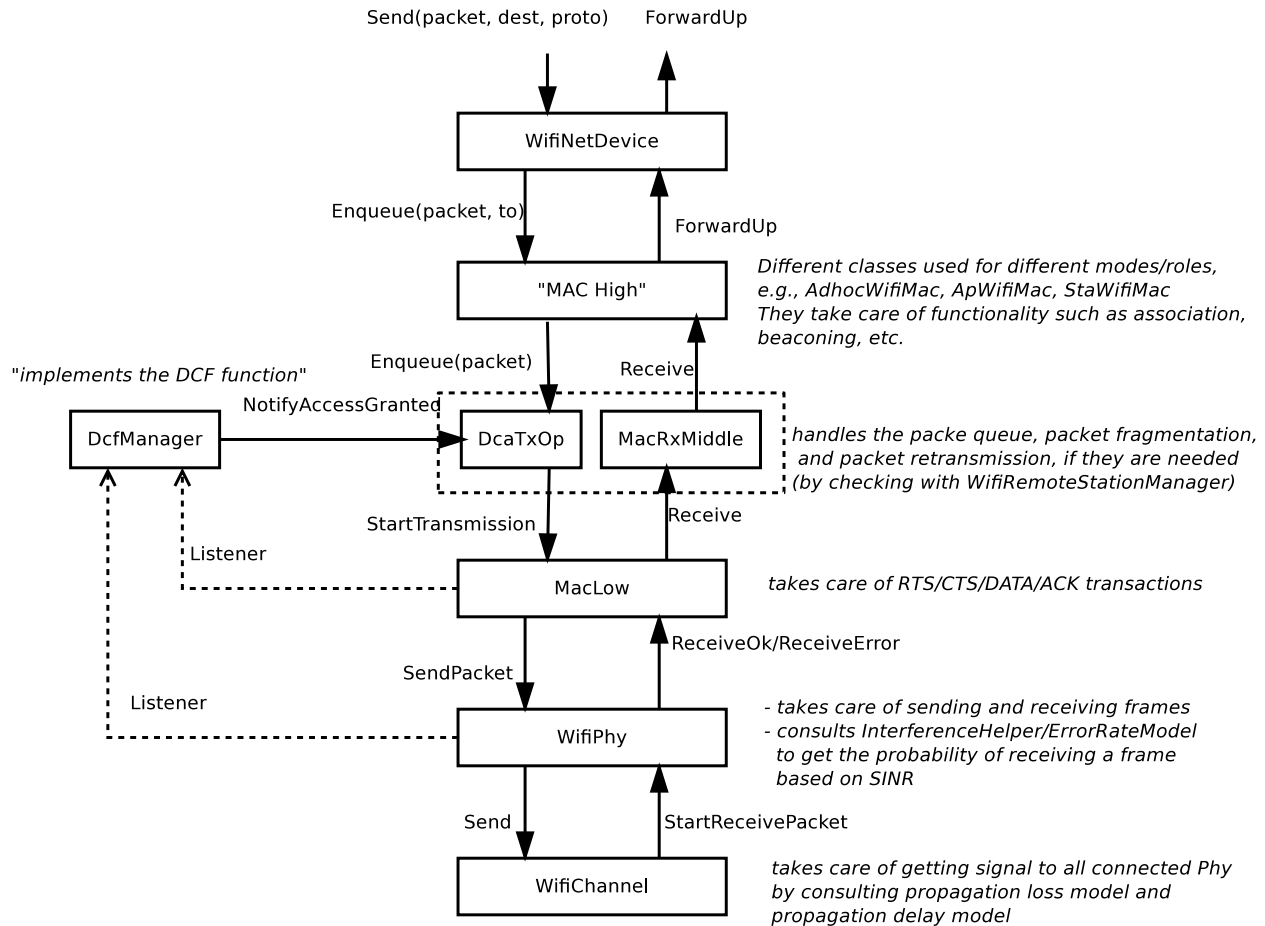 Send(packet, dest, proto)
ForwardUp
WifiNetDevice
Enqueue(packet, to)
ForwardUp
"MAC High"
Different classes used for different modes/roles,
e.g., AdhocWifiMac, ApWifiMac, StaWifiMac
They take care of functionality such as association,
beaconing, etc.
Enqueue(packet)
Receive
"implements the DCF function"
NotifyAccessGranted
DcfManager
DcaTxOp
MacRxMiddle
handles the packe queue, packet fragmentation,
and packet retransmission, if they are needed
(by checking with WifiRemoteStationManager)
StartTransmission
Receive
Listener
MacLow
takes care of RTS/CTS/DATA/ACK transactions
SendPacket
ReceiveOk/ReceiveError
Listener
WifiPhy
- takes care of sending and receiving frames
- consults InterferenceHelper/ErrorRateModel
to get the probability of receiving a frame
based on SINR
Send
StartReceivePacket
WifiChannel
takes care of getting signal to all connected Phy
by consulting propagation loss model and
propagation delay model